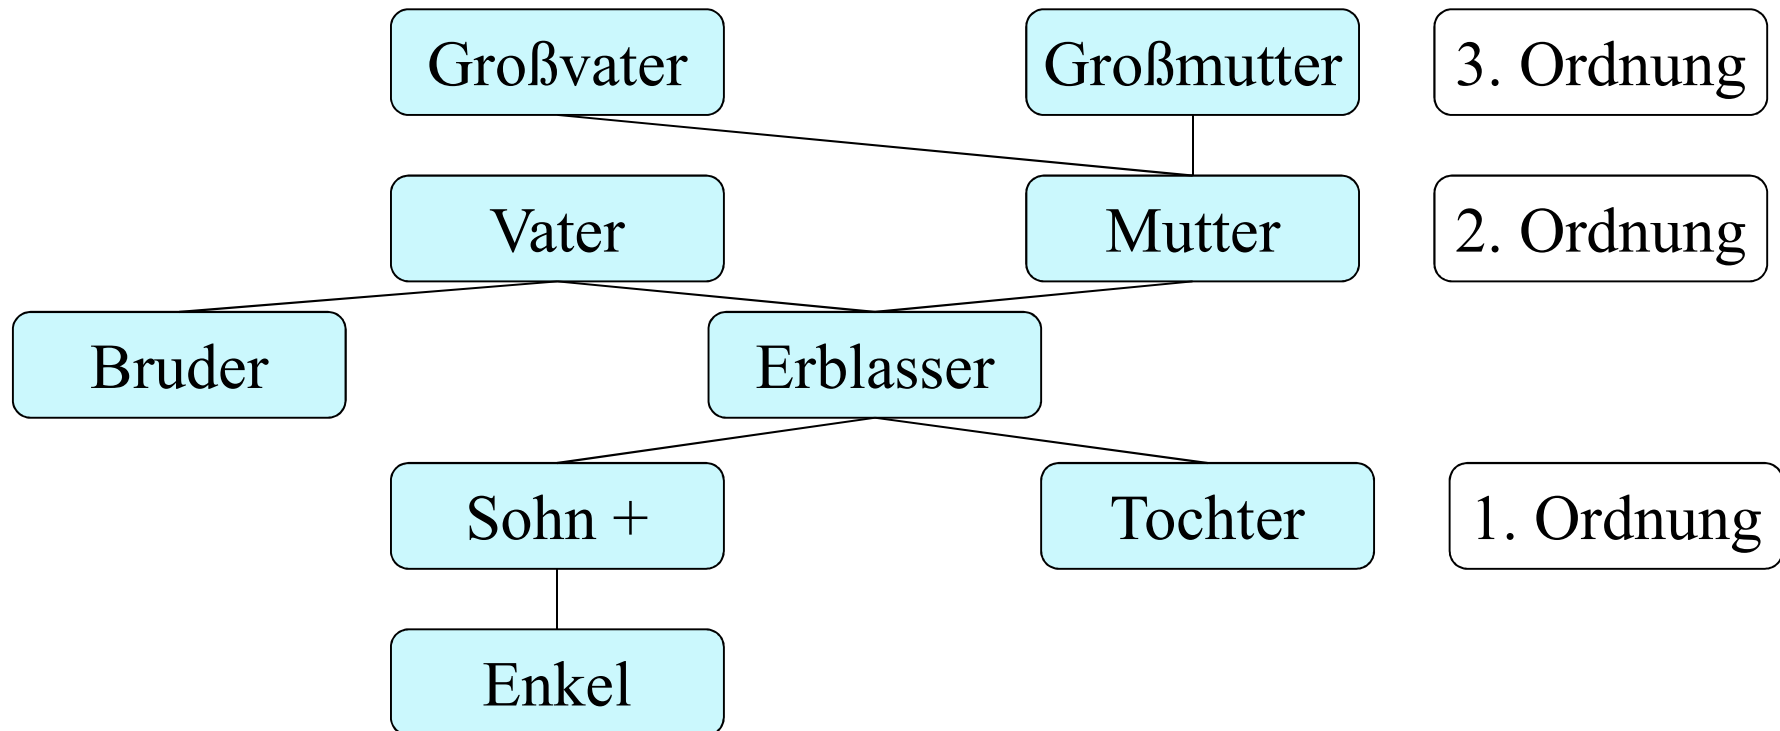 Großvater
Großmutter
3. Ordnung
Vater
Mutter
2. Ordnung
Bruder
Erblasser
Sohn +
Tochter
1. Ordnung
Enkel